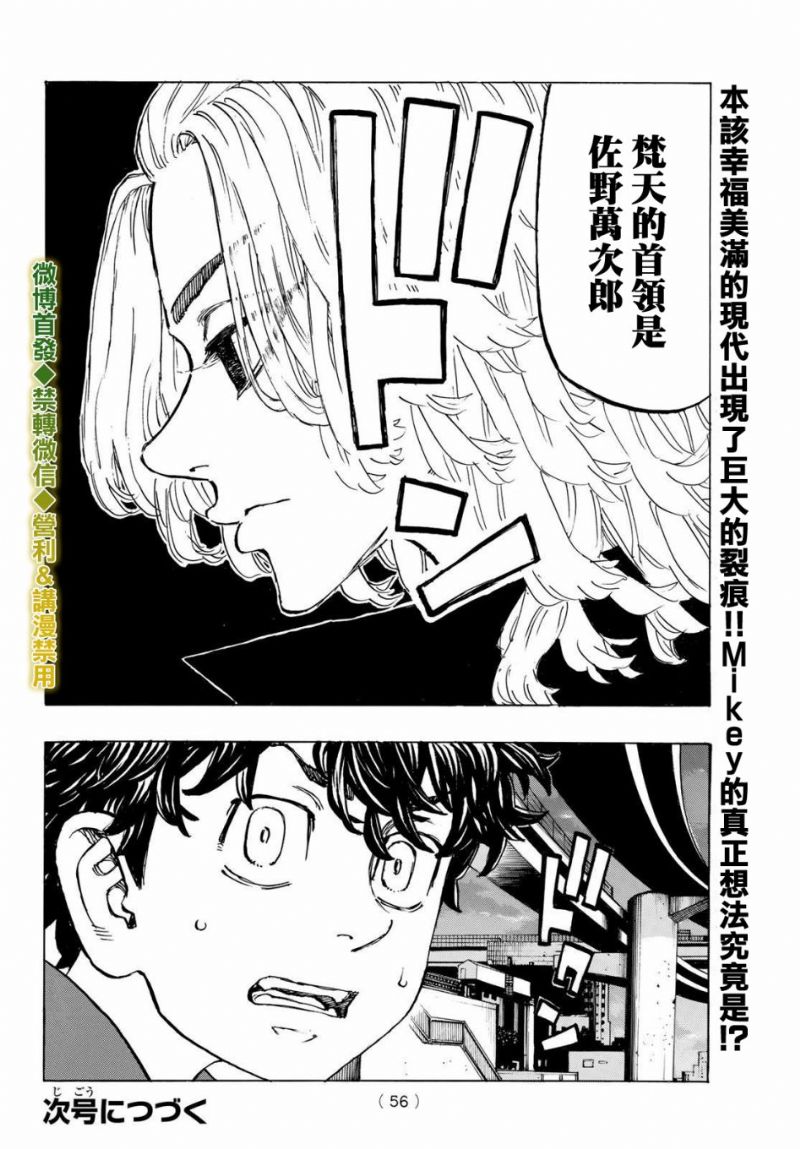 本該幸福美滿的現代出現了巨大的裂痕!!Mikey的真正想法究竟是!?
梵天的首領是
佐野萬次郎
ドドン
微博首發◆禁轉微信◆營利&講漫禁用
じごう
次号につづく
(56)